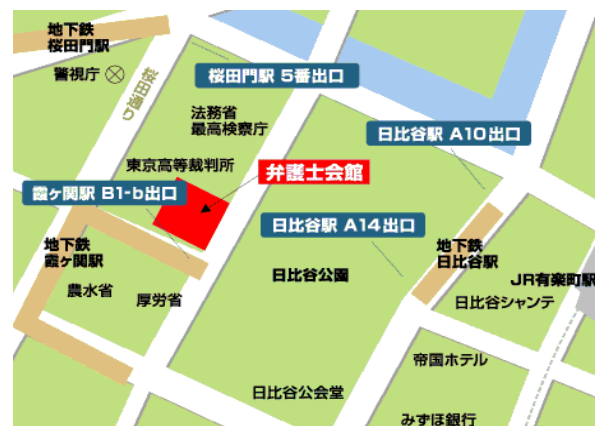 地下鉄
桜田門駅
警視庁
桜田通り
桜田門駅 5番出口
法務省
最高検察庁
日比谷駅 A10出口
東京高等裁判所
弁護士会館
霞ヶ関駅 B1-b出口
日比谷駅 A14出口
地下鉄
霞ヶ関駅
地下鉄
日比谷駅
日比谷公園
JR有楽町駅
農水省
厚労省
日比谷シャンテ
帝国ホテル
日比谷公会堂
みずほ銀行